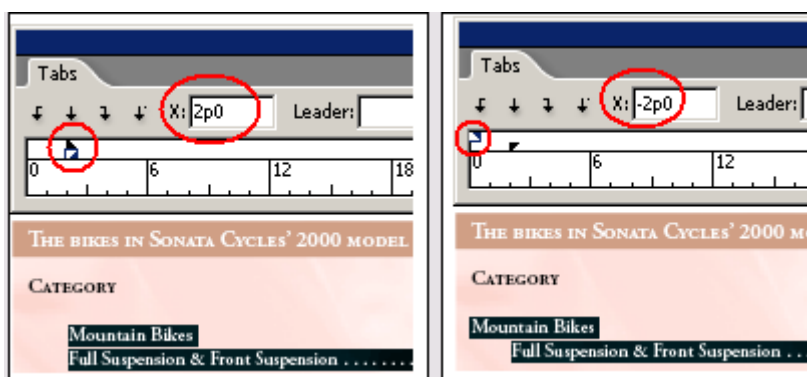 Tabs
X: 2p0 Leader:
0 6 12 18
THE BIKES IN SONATA CYCLES' 2000 MODEL
CATEGORY
Mountain Bikes
Full Suspension & Front Suspension . . . . . . . .
Tabs
X: -2p0 Leader:
0 6 12
THE BIKES IN SONATA CYCLES' 2000
CATEGORY
Mountain Bikes
Full Suspension & Front Suspension . . .